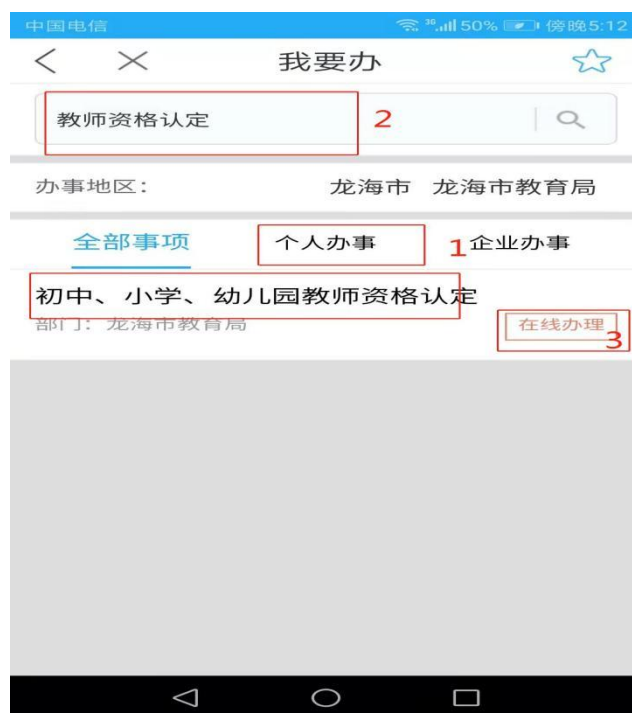 中国电信 50% 傍晚5:12
我要办
教师资格认定 2
办事地区： 龙海市 龙海市教育局
全部事项 个人办事 1 企业办事
初中、小学、幼儿园教师资格认定
部门：龙海市教育局 在线办理 3